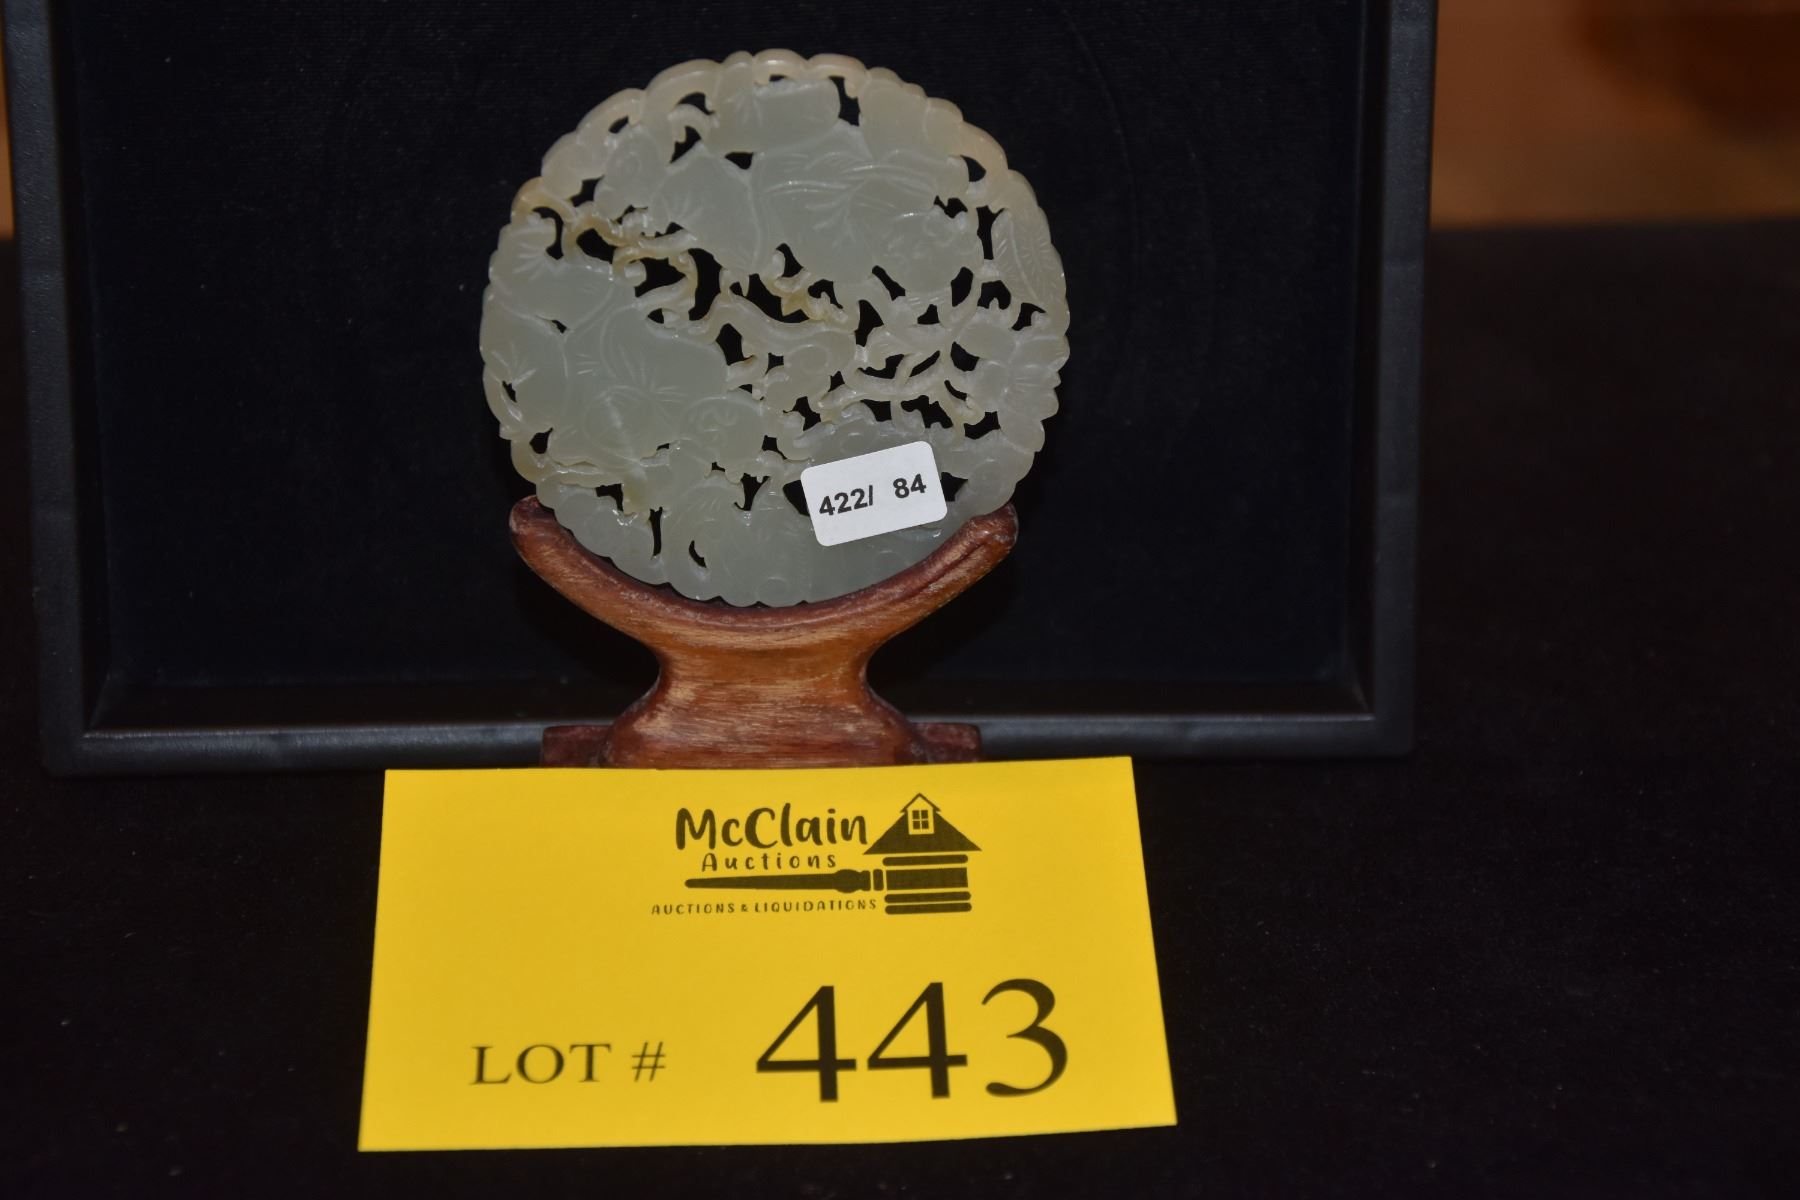 422/ 84
McClain
Auctions
AUCTIONS & LIQUIDATIONS
LOT # 443